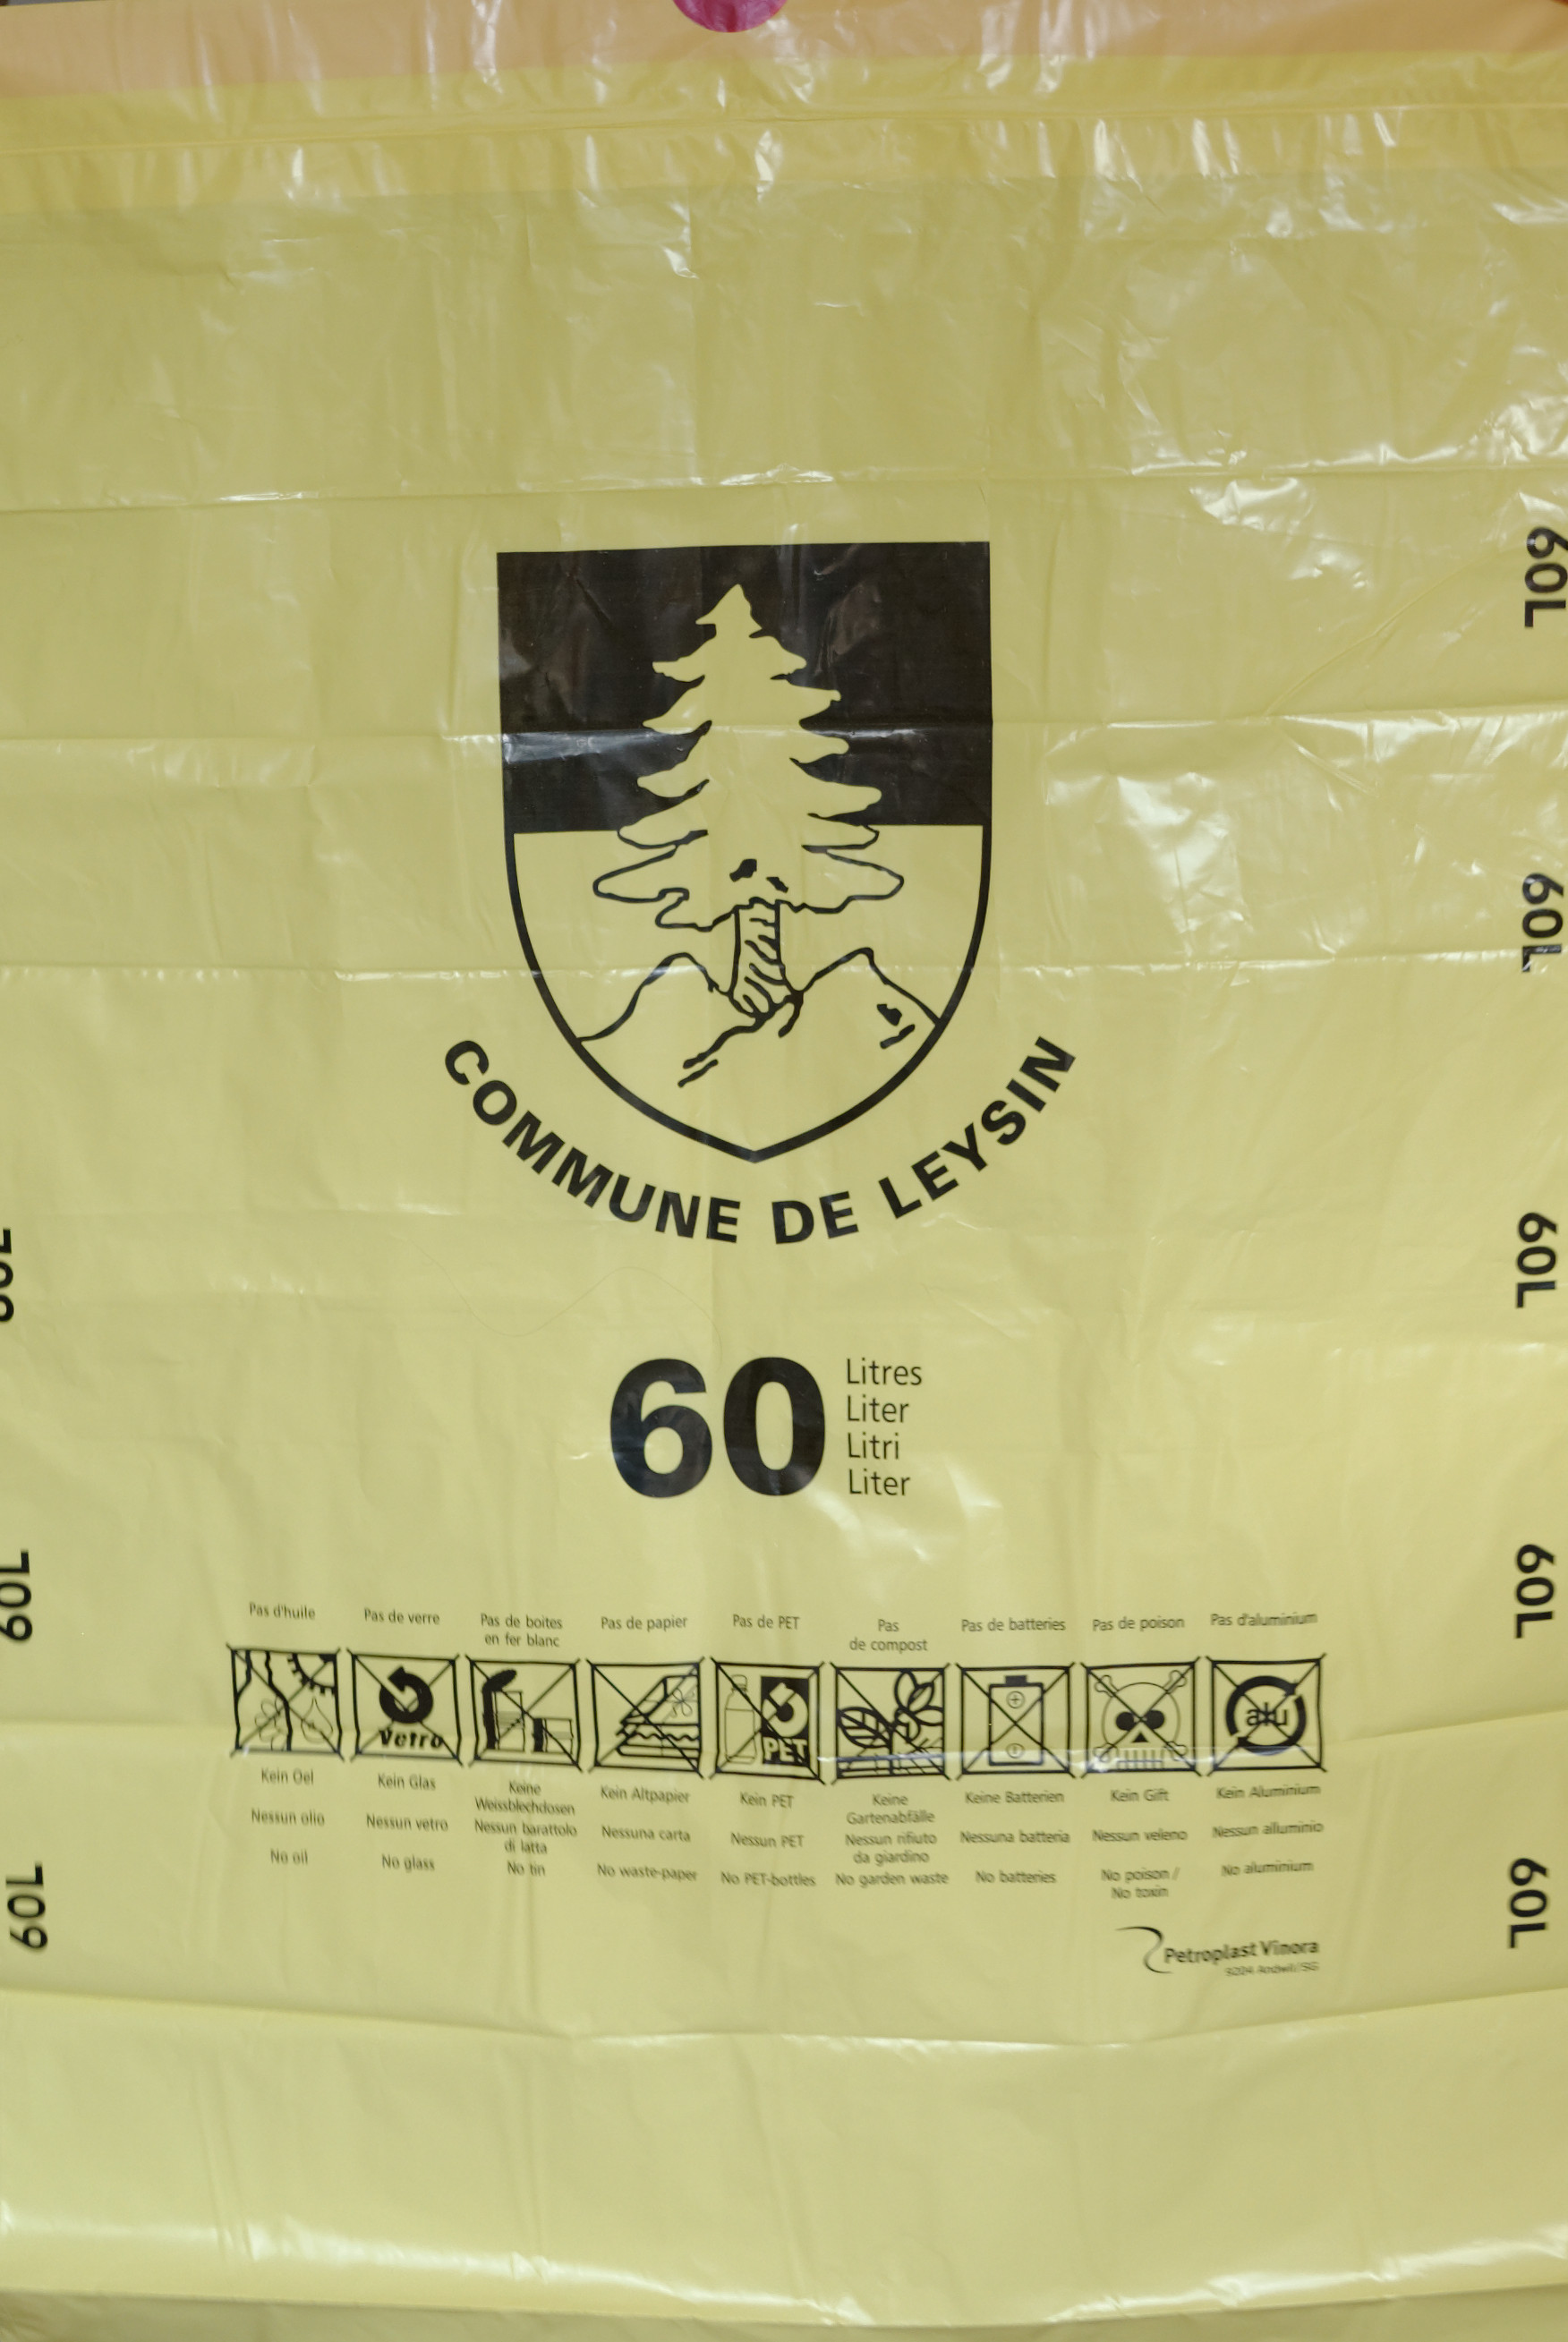 COMMUNE DE LEYSIN
60
Litres
Liter
Litri
Liter
60L
60L
60L
60L
60L
60L
60L
Pas d'huile
Kein Oel
Nessun olio
No oil
Pas de verre
Vetro
Kein Glas
Nessun vetro
No glass
Pas de boites
en fer blanc
Keine
Weissblechdosen
Nessun barattolo
di latta
No tin
Pas de papier
Kein Altpapier
Nessuna carta
No waste-paper
Pas de PET
PET
Kein PET
Nessun PET
No PET-bottles
Pas
de compost
Keine
Gartenabfälle
Nessun rifiuto
da giardino
No garden waste
Pas de batteries
Keine Batterien
Nessuna batteria
No batteries
Pas de poison
Kein Gift
Nessun veleno
No poison /
No toxin
Pas d'aluminium
alu
Kein Aluminium
Nessun alluminio
No aluminium
Petroplast Vinora
9204 Andwil/SG